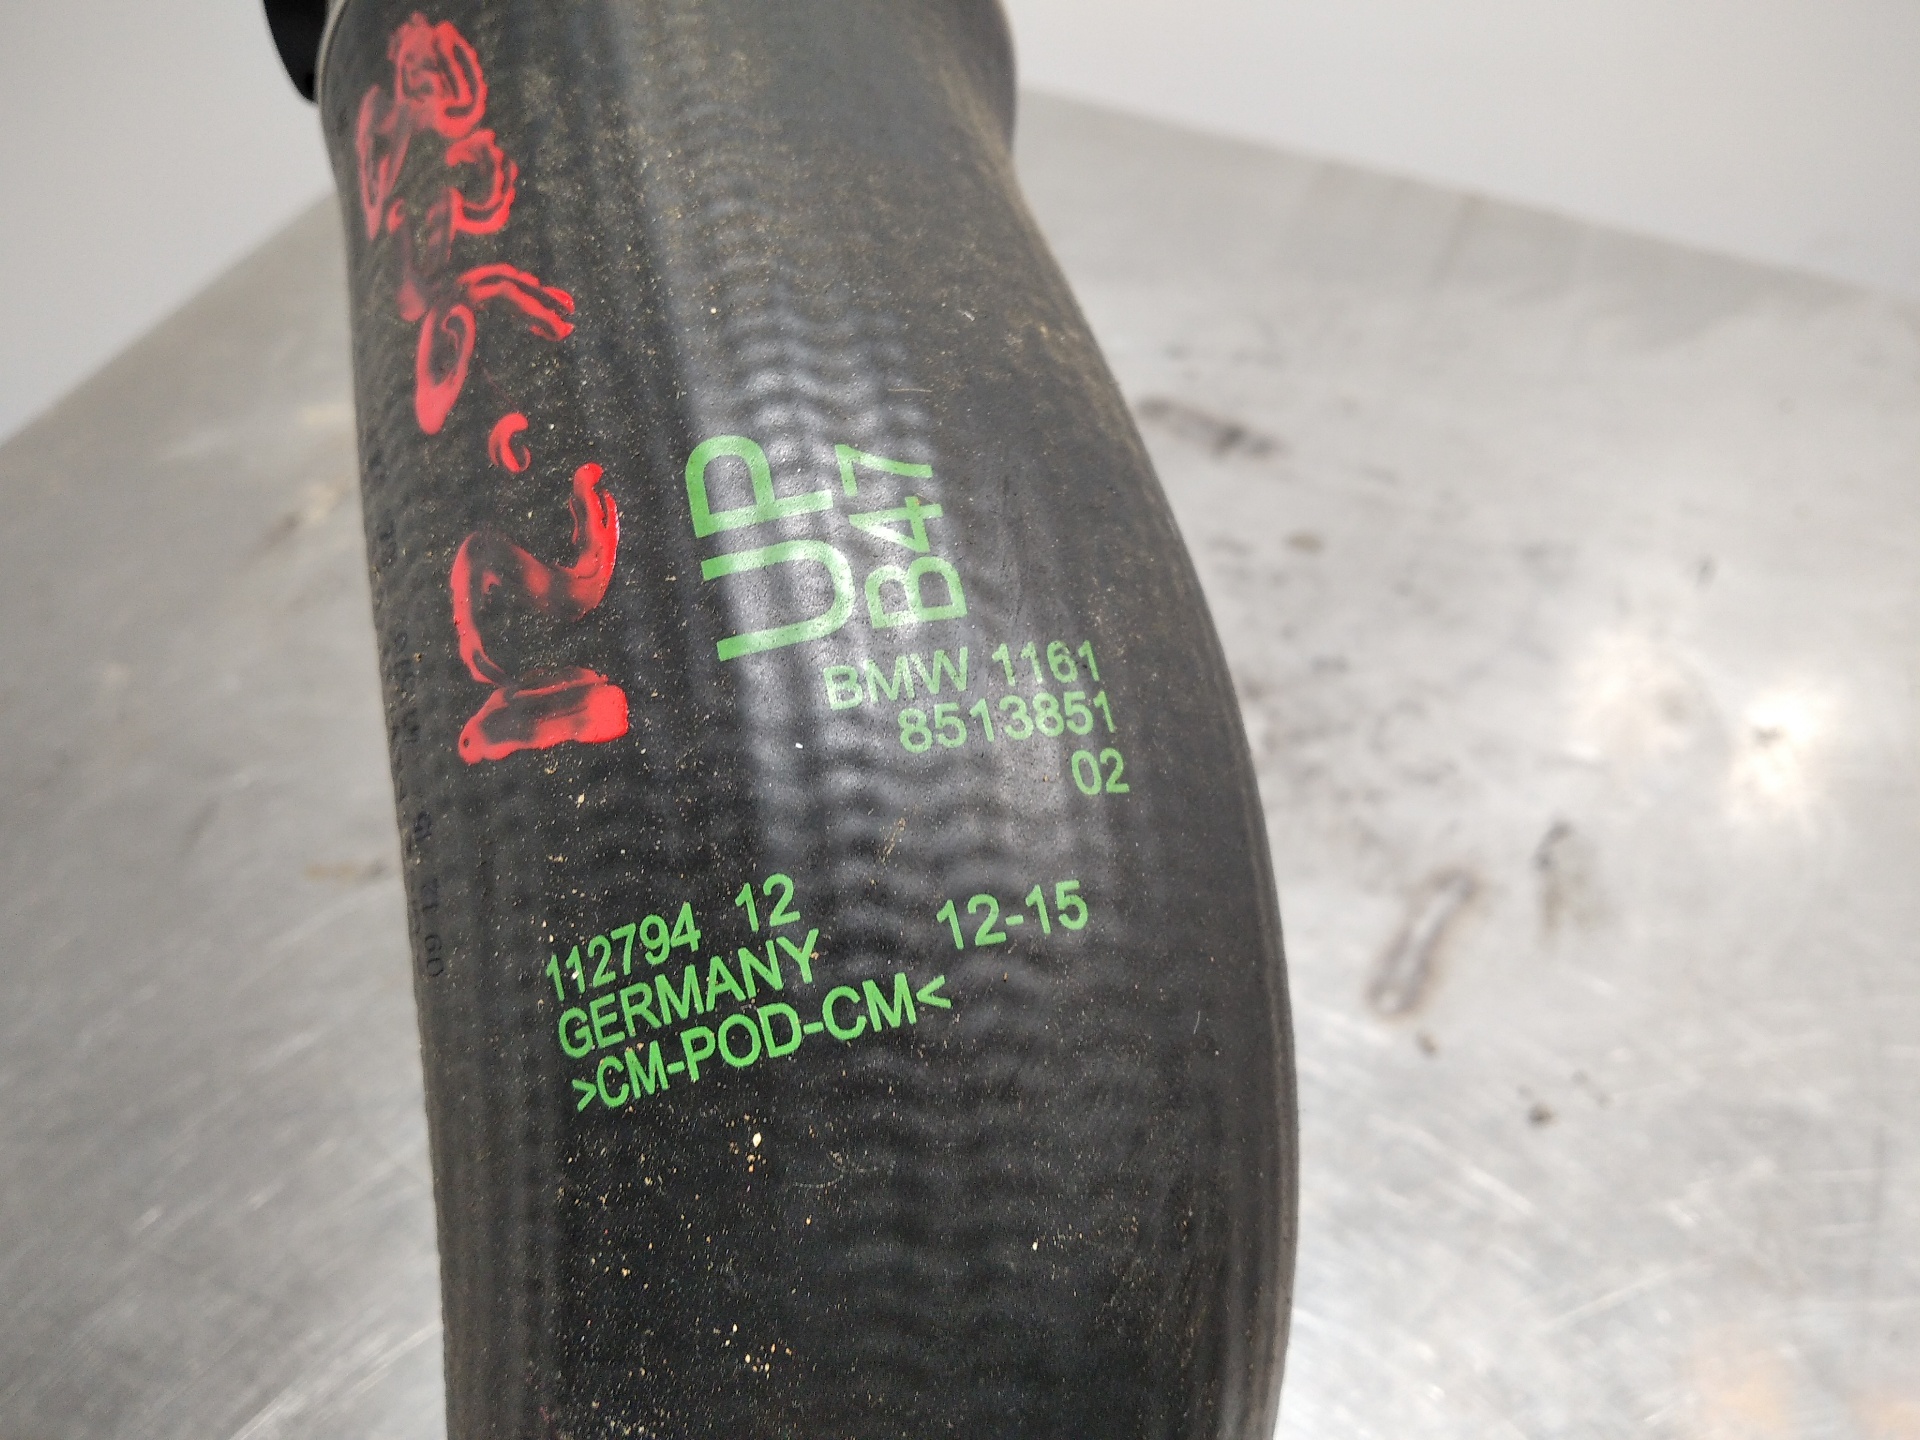 UP
B47
BMW 1161
8513851
02
112794 12 12-15
GERMANY
>CM-POD-CM<